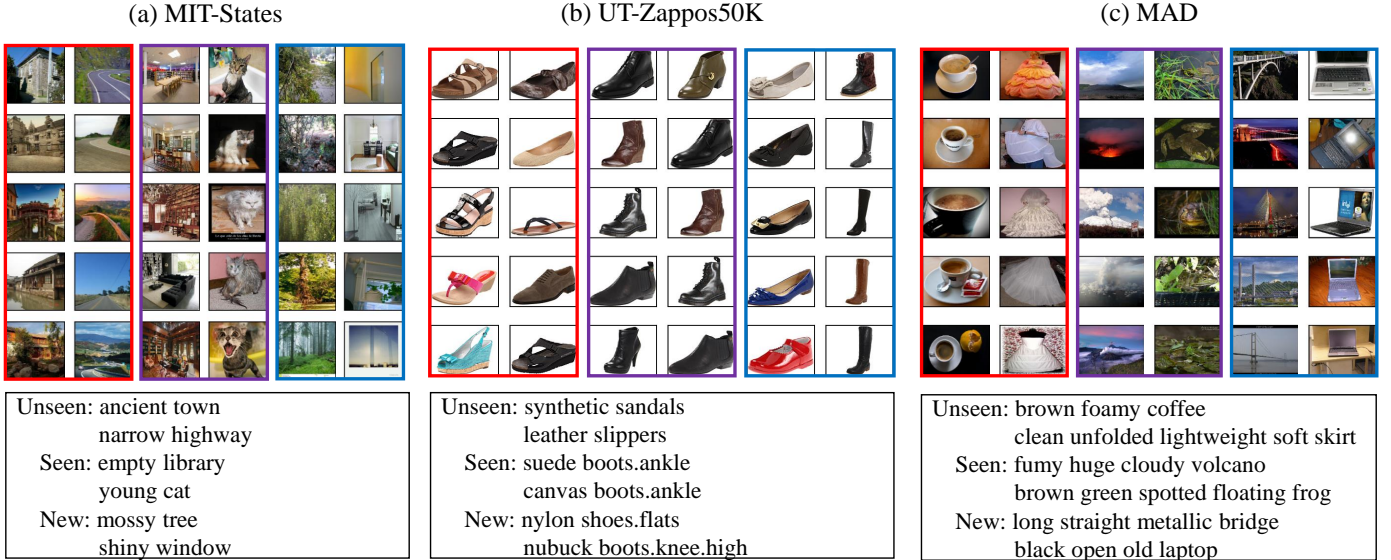 (a) MIT-States
(b) UT-Zappos50K
(c) MAD
Unseen: ancient town
narrow highway
Seen: empty library
young cat
New: mossy tree
shiny window
Unseen: synthetic sandals
leather slippers
Seen: suede boots.ankle
canvas boots.ankle
New: nylon shoes.flats
nubuck boots.knee.high
Unseen: brown foamy coffee
clean unfolded lightweight soft skirt
Seen: fumy huge cloudy volcano
brown green spotted floating frog
New: long straight metallic bridge
black open old laptop